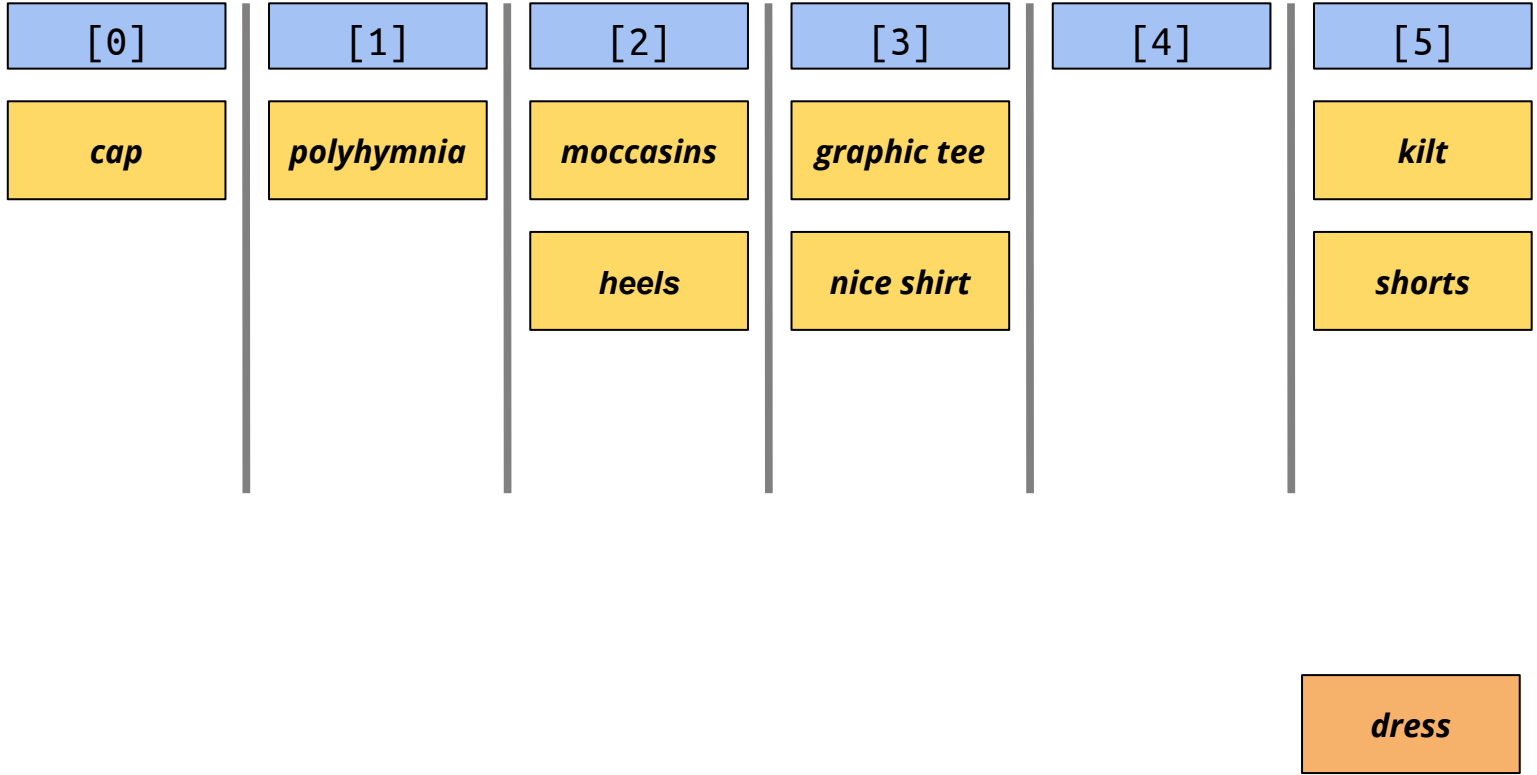 [0] [1] [2] [3] [4] [5]
cap polyhymnia moccasins graphic tee kilt
heels nice shirt shorts
dress